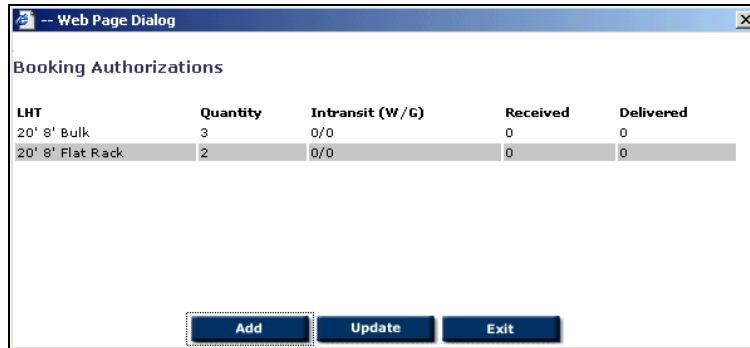 -- Web Page Dialog
Booking Authorizations
LHT Quantity Intransit (W/G) Received Delivered
20' 8' Bulk 3 0/0 0 0
20' 8' Flat Rack 2 0/0 0 0
Add Update Exit